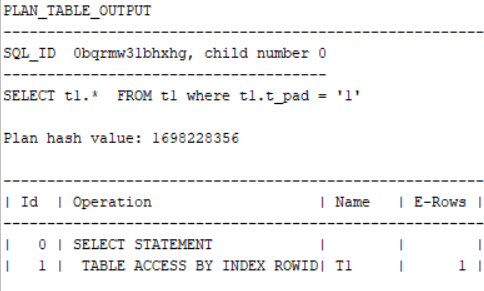 PLAN_TABLE_OUTPUT
--------------------------------------------------------
SQL_ID  0bqrmw31bhxhg, child number 0
-------------------------------------
SELECT t1.*  FROM t1 where t1.t_pad = '1'
Plan hash value: 1698228356
--------------------------------------------------------
| Id  | Operation                   | Name   | E-Rows |
--------------------------------------------------------
|   0 | SELECT STATEMENT            |        |        |
|   1 |  TABLE ACCESS BY INDEX ROWID| T1     |      1 |